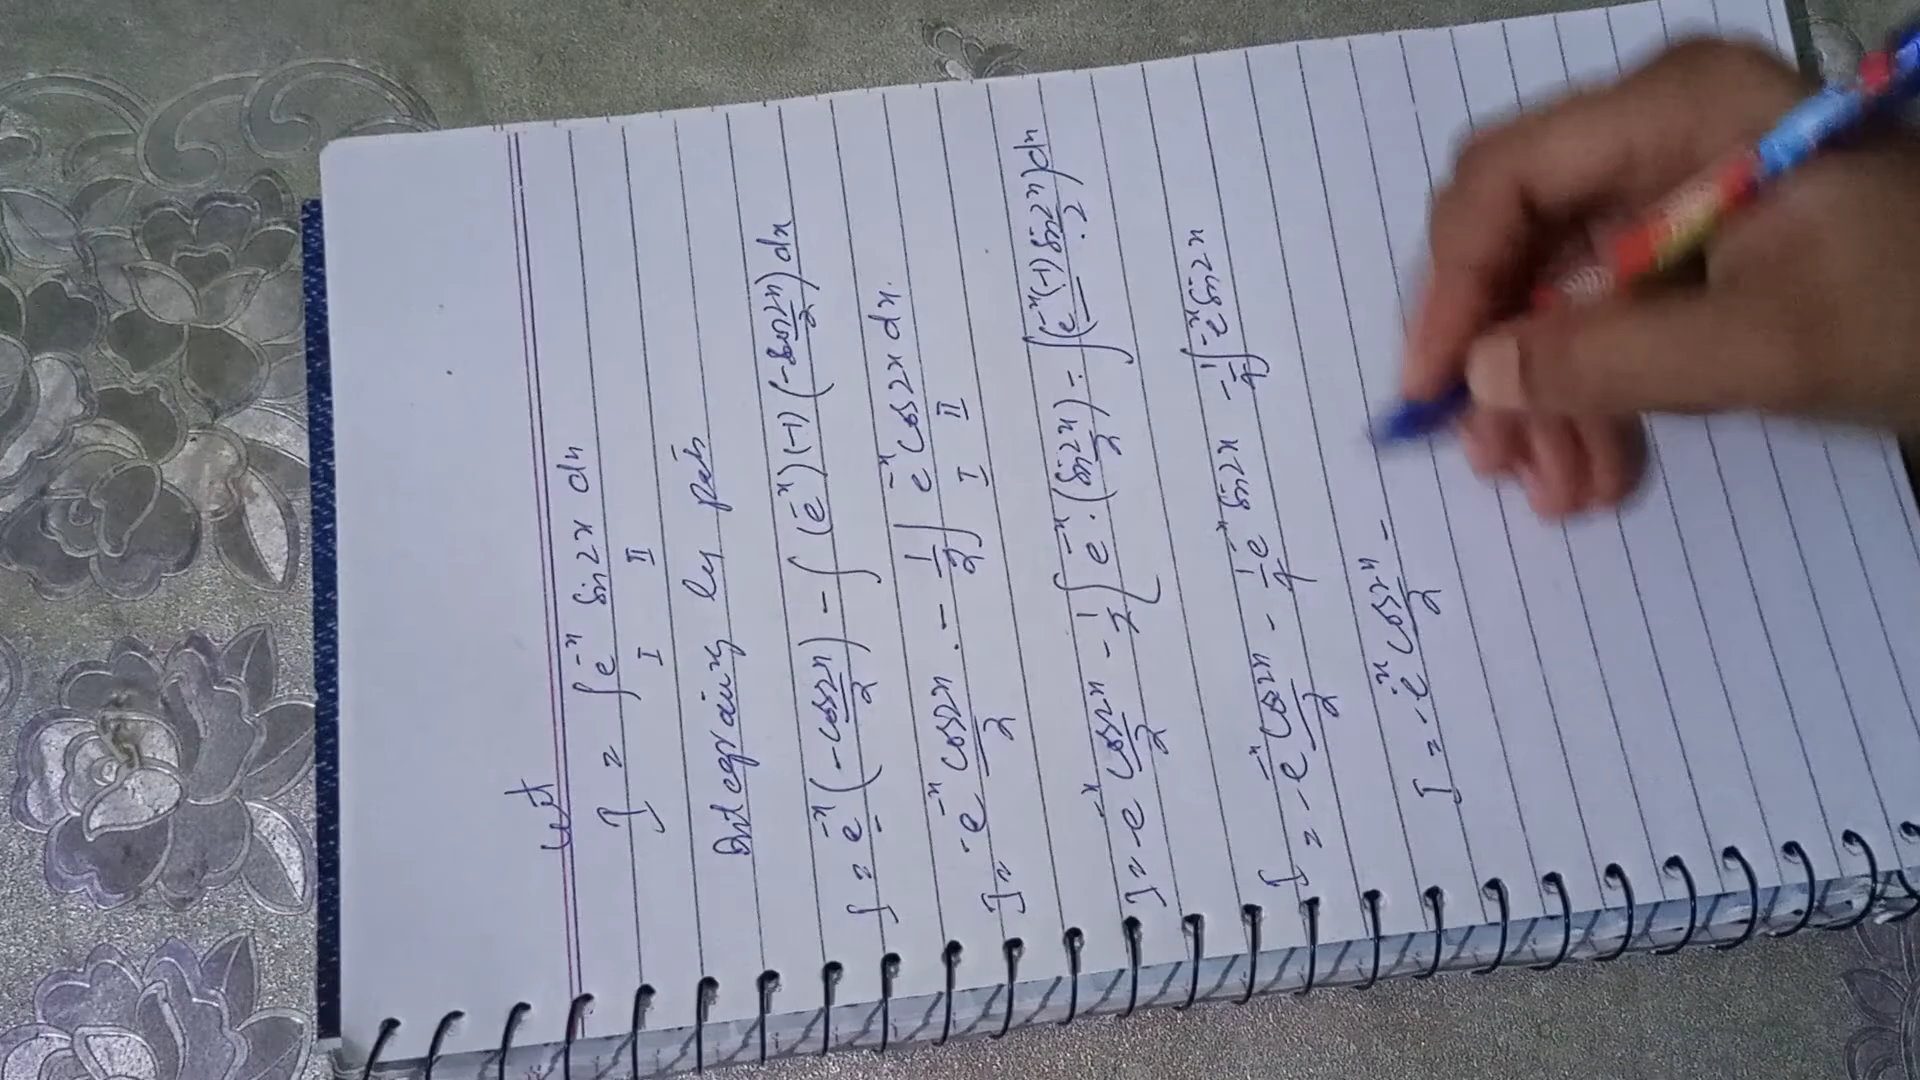 Let
I = ∫e⁻ˣ sin2x dx
I II
Integrating by parts
I = e⁻ˣ(-cos2x/2) - ∫(e⁻ˣ)(-1)(-cos2x/2)dx
I = -e⁻ˣ cos2x/2 . - 1/2∫e⁻ˣ cos2x dx.
I II
I = -e⁻ˣ cos2x/2 - 1/2[e⁻ˣ.(sin2x/2) - ∫(e⁻ˣ(-1) sin2x/2)dx
I = -e⁻ˣ cos2x/2 - 1/4 e⁻ˣ sin2x - 1/4∫e⁻ˣ sin2x
I = -e⁻ˣ cos2x/2 -